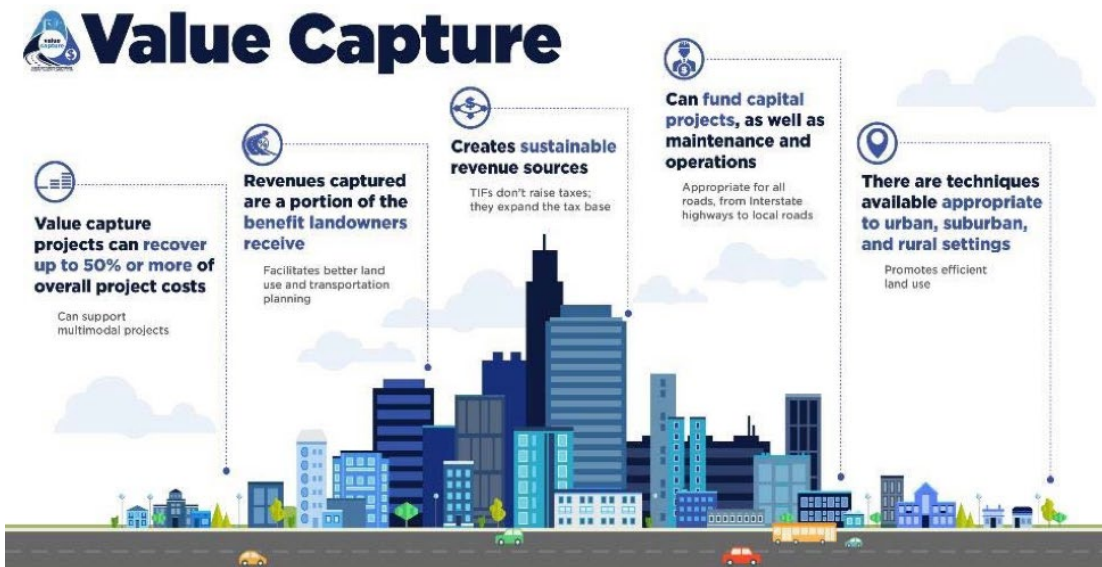 value
capture
Value Capture
Value capture
projects can recover
up to 50% or more of
overall project costs
Can support
multimodal projects
Revenues captured
are a portion of the
benefit landowners
receive
Facilitates better land
use and transportation
planning
Creates sustainable
revenue sources
TIFs don't raise taxes;
they expand the tax base
Can fund capital
projects, as well as
maintenance and
operations
Appropriate for all
roads, from Interstate
highways to local roads
There are techniques
available appropriate
to urban, suburban,
and rural settings
Promotes efficient
land use